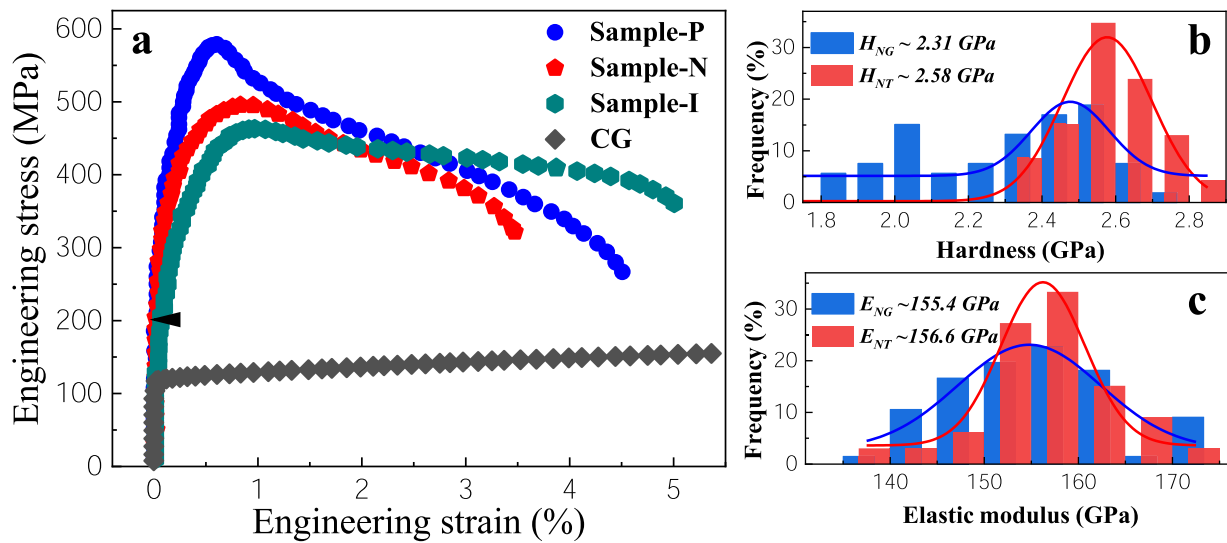 a
Sample-P
Sample-N
Sample-I
CG
600
500
400
300
200
100
0
Engineering stress (MPa)
0 1 2 3 4 5
Engineering strain (%)
b
H_NG ~ 2.31 GPa
H_NT ~ 2.58 GPa
30
20
10
0
Frequency (%)
1.8 2.0 2.2 2.4 2.6 2.8
Hardness (GPa)
c
E_NG ~155.4 GPa
E_NT ~156.6 GPa
30
20
10
0
Frequency (%)
140 150 160 170
Elastic modulus (GPa)